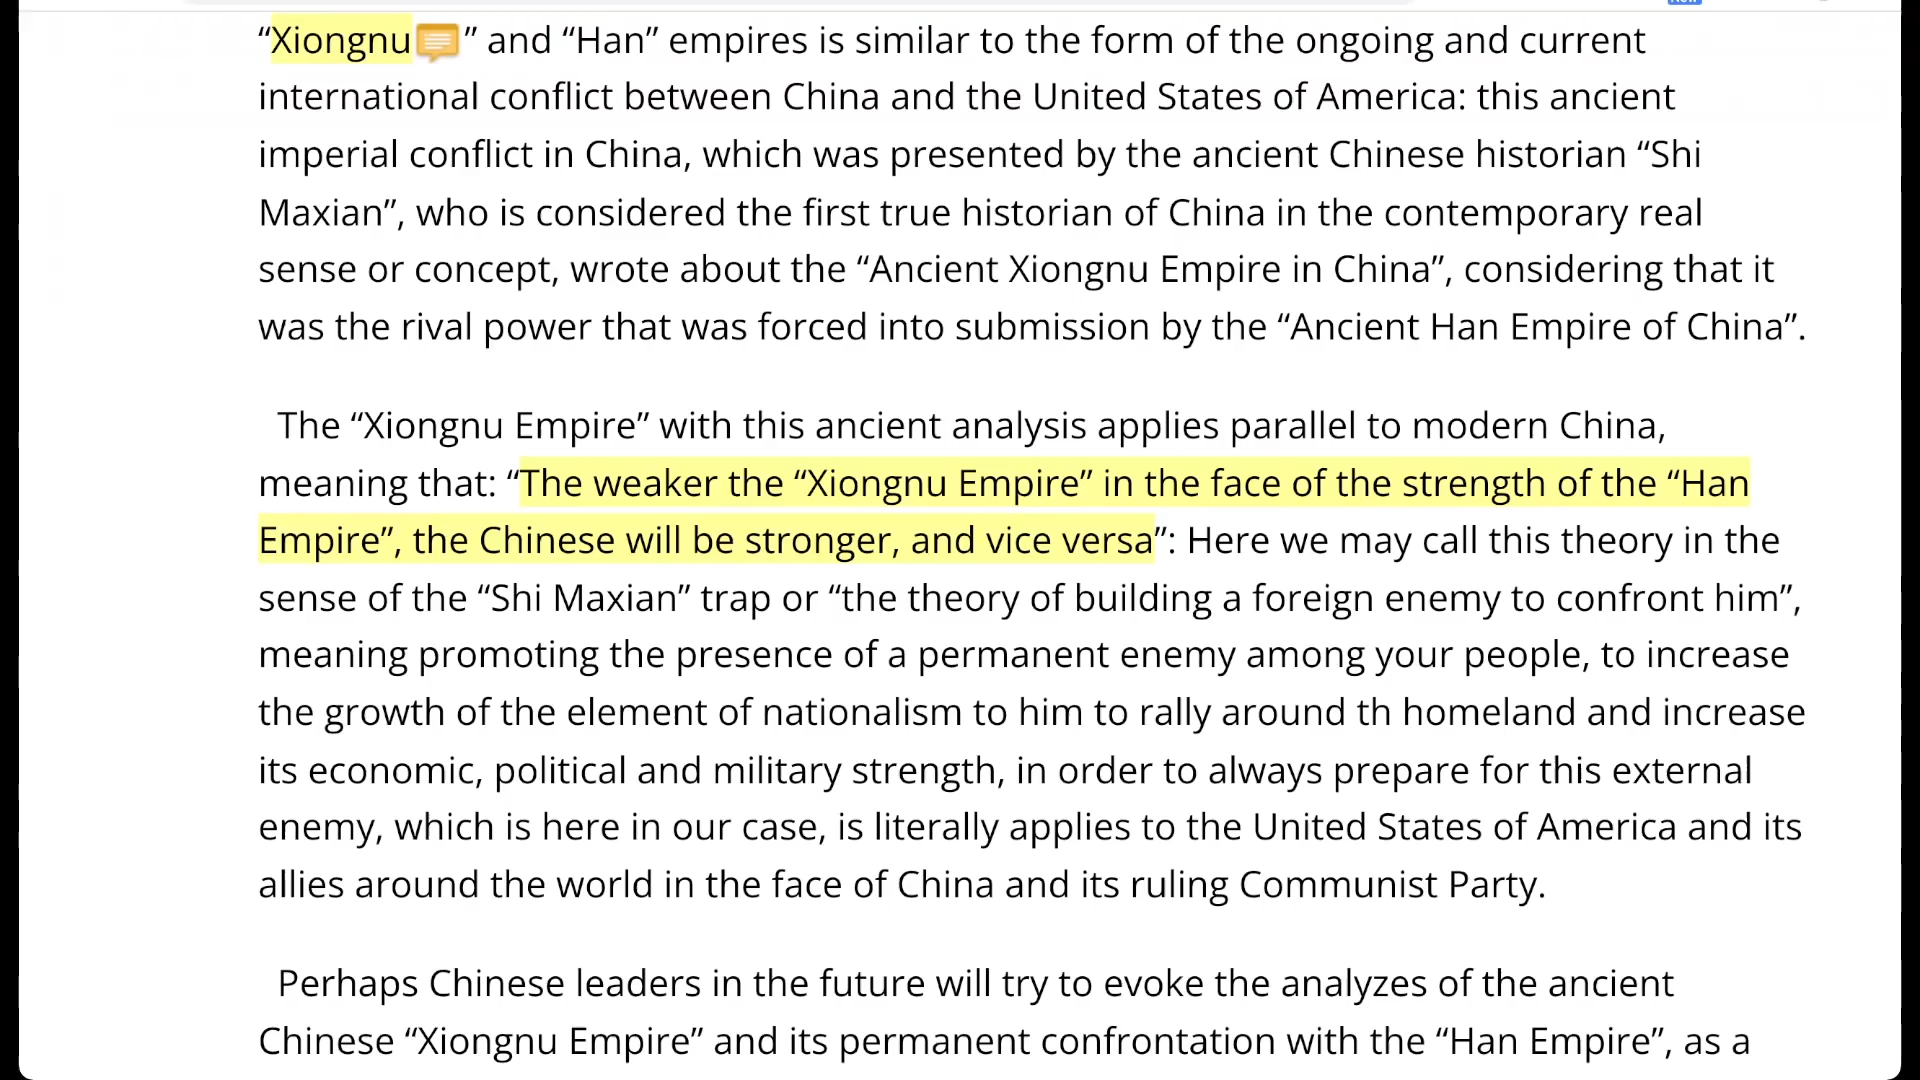 “Xiongnu” and “Han” empires is similar to the form of the ongoing and current
international conflict between China and the United States of America: this ancient
imperial conflict in China, which was presented by the ancient Chinese historian “Shi
Maxian”, who is considered the first true historian of China in the contemporary real
sense or concept, wrote about the “Ancient Xiongnu Empire in China”, considering that it
was the rival power that was forced into submission by the “Ancient Han Empire of China”.
The “Xiongnu Empire” with this ancient analysis applies parallel to modern China,
meaning that: “The weaker the “Xiongnu Empire” in the face of the strength of the “Han
Empire”, the Chinese will be stronger, and vice versa”: Here we may call this theory in the
sense of the “Shi Maxian” trap or “the theory of building a foreign enemy to confront him”,
meaning promoting the presence of a permanent enemy among your people, to increase
the growth of the element of nationalism to him to rally around th homeland and increase
its economic, political and military strength, in order to always prepare for this external
enemy, which is here in our case, is literally applies to the United States of America and its
allies around the world in the face of China and its ruling Communist Party.
Perhaps Chinese leaders in the future will try to evoke the analyzes of the ancient
Chinese “Xiongnu Empire” and its permanent confrontation with the “Han Empire”, as a